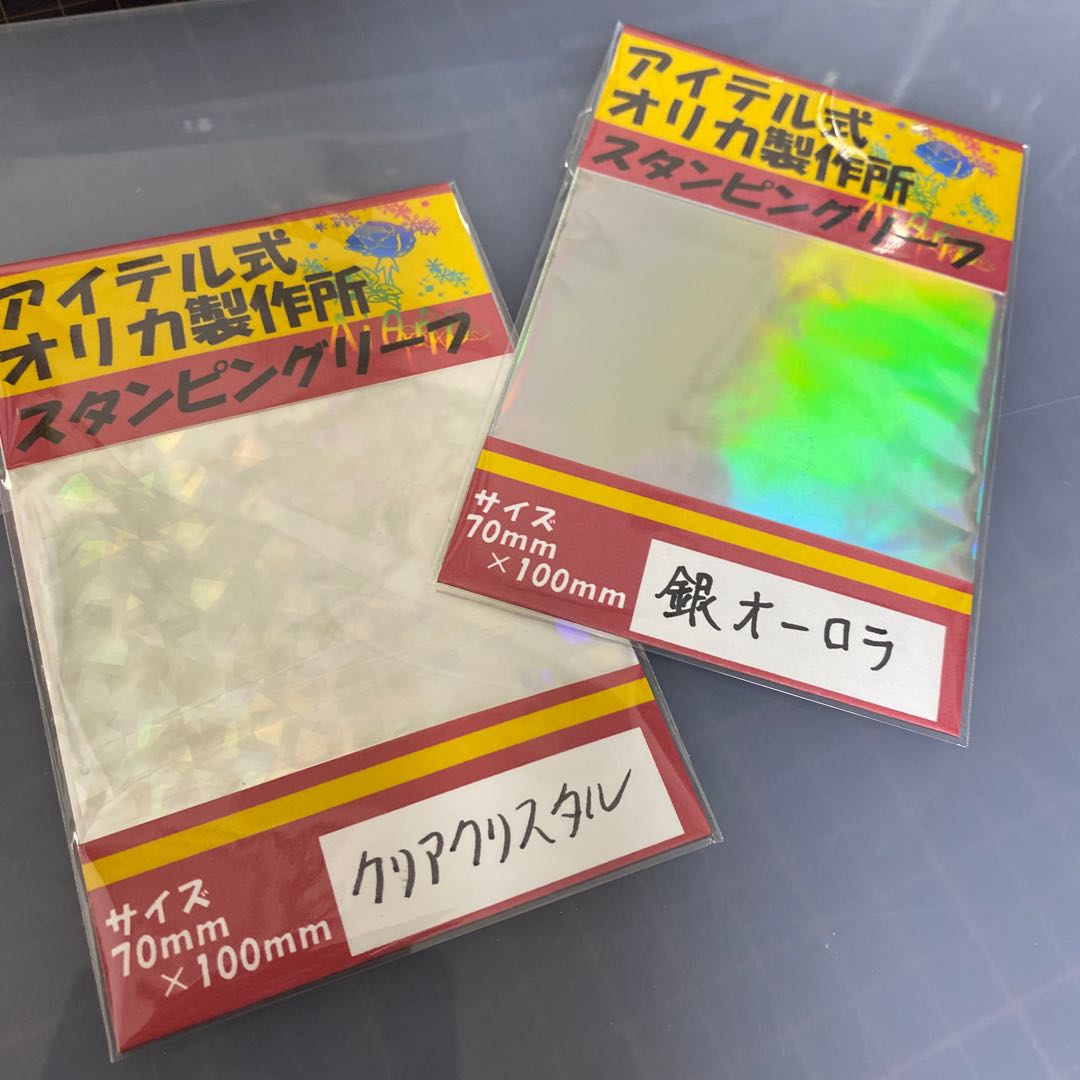 アイテル式
オリカ製作所
スタンピングリーフ
サイズ
70mm
×100mm
クリアクリスタル
アイテル式
オリカ製作所
スタンピングリーフ
サイズ
70mm
×100mm
銀オーロラ